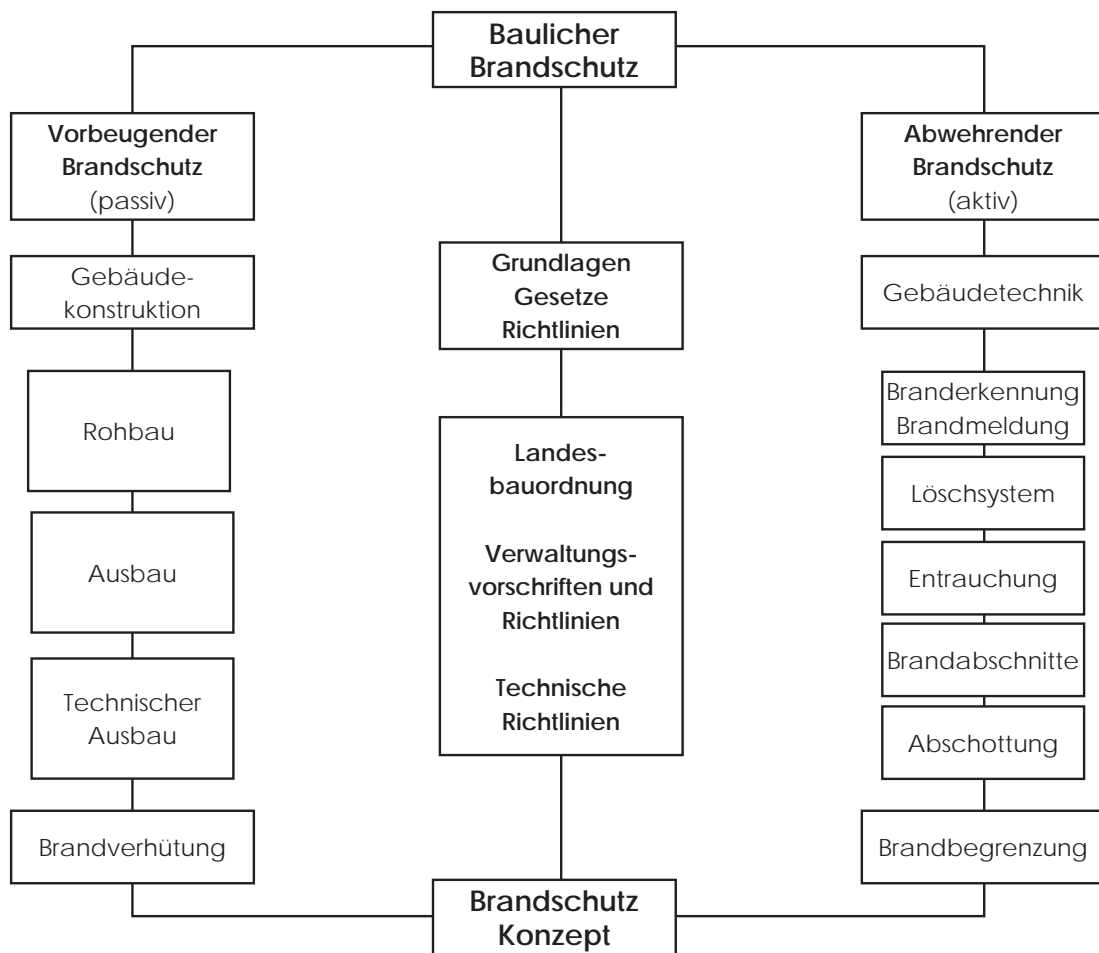 Baulicher
Brandschutz
Vorbeugender
Brandschutz
(passiv)
Gebäude-
konstruktion
Rohbau
Ausbau
Technischer
Ausbau
Brandverhütung
Grundlagen
Gesetze
Richtlinien
Landes-
bauordnung
Verwaltungs-
vorschriften und
Richtlinien
Technische
Richtlinien
Abwehrender
Brandschutz
(aktiv)
Gebäudetechnik
Branderkennung
Brandmeldung
Löschsystem
Entrauchung
Brandabschnitte
Abschottung
Brandbegrenzung
Brandschutz
Konzept